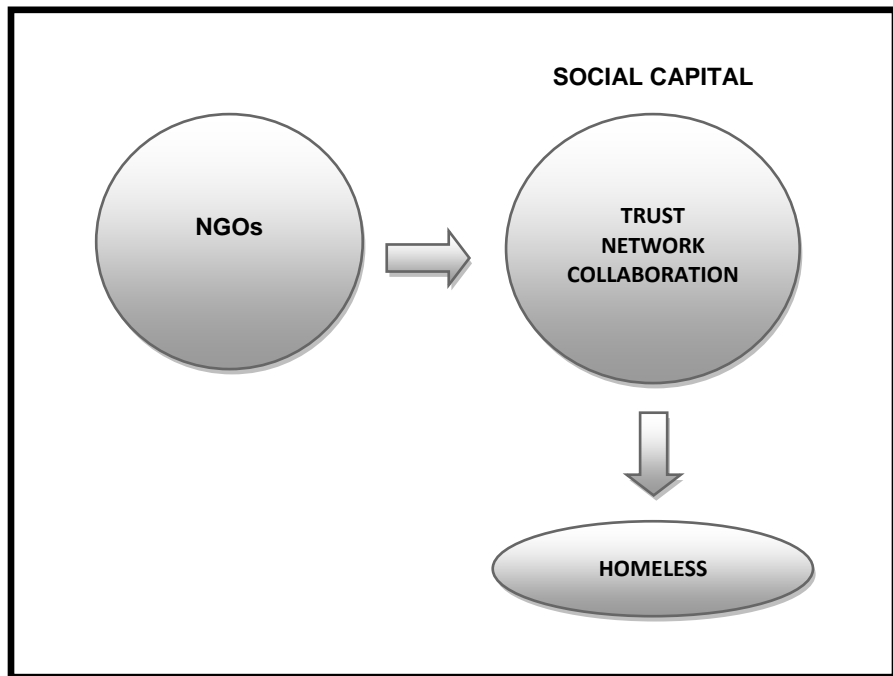 SOCIAL CAPITAL
NGOs
TRUST
NETWORK
COLLABORATION
HOMELESS